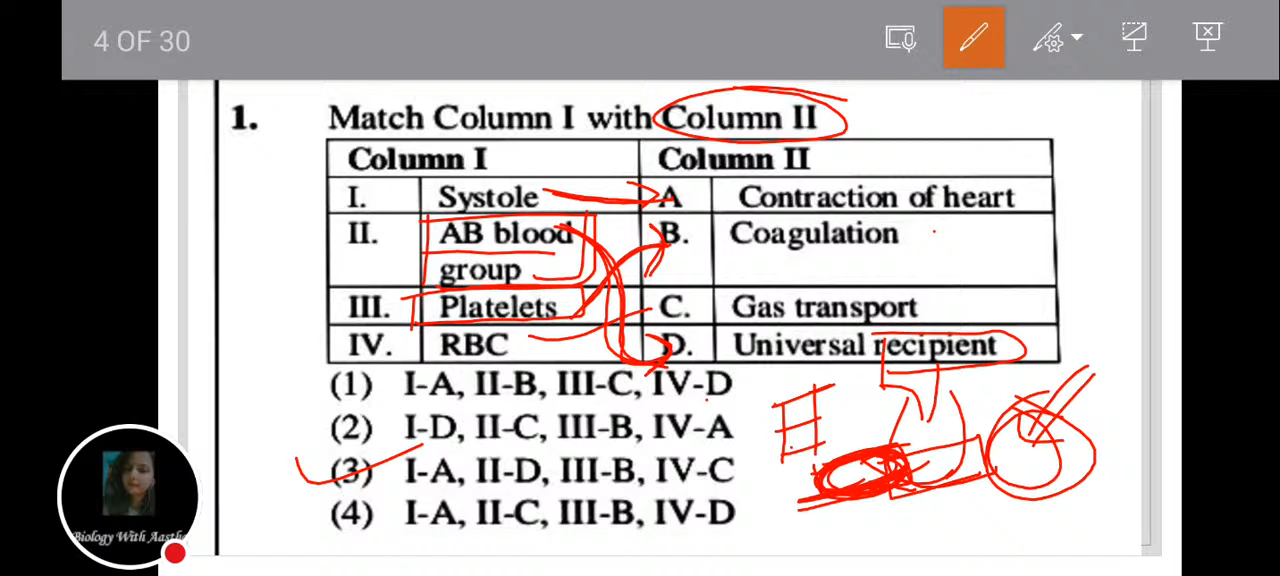 4 OF 30
1. Match Column I with Column II
Column I Column II
I. Systole A Contraction of heart
II. AB blood group B. Coagulation
III. Platelets C. Gas transport
IV. RBC D. Universal recipient
(1) I-A, II-B, III-C, IV-D
(2) I-D, II-C, III-B, IV-A
(3) I-A, II-D, III-B, IV-C
(4) I-A, II-C, III-B, IV-D
Biology With